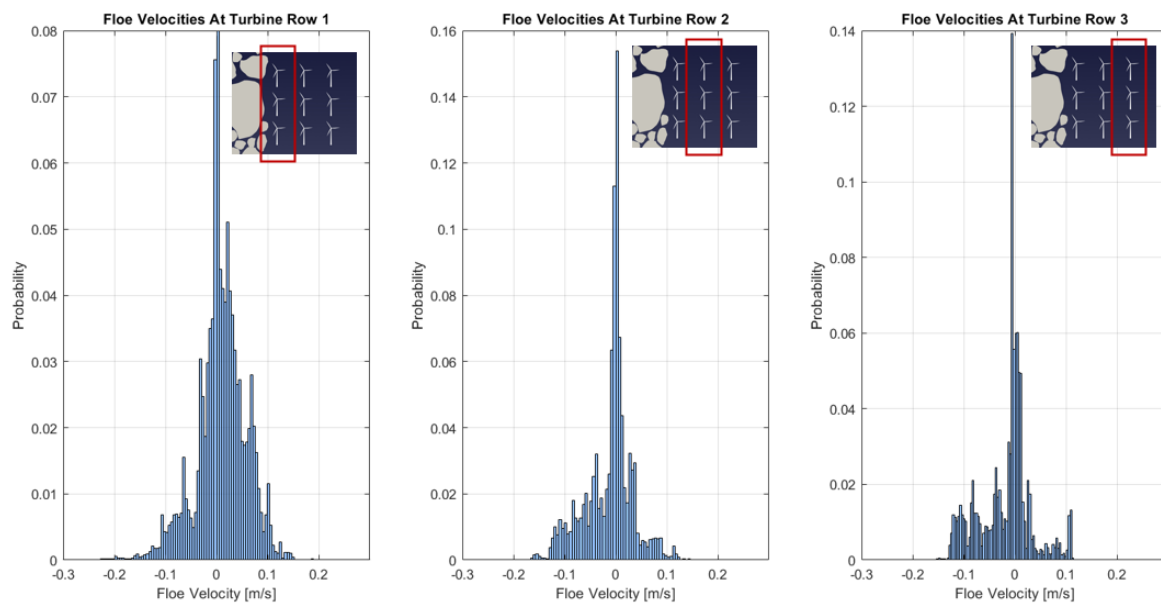 Floe Velocities At Turbine Row 1
0.08
0.07
0.06
0.05
0.04
0.03
0.02
0.01
0
Probability
-0.3 -0.2 -0.1 0 0.1 0.2
Floe Velocity [m/s]
Floe Velocities At Turbine Row 2
0.16
0.14
0.12
0.1
0.08
0.06
0.04
0.02
0
Probability
-0.3 -0.2 -0.1 0 0.1 0.2
Floe Velocity [m/s]
Floe Velocities At Turbine Row 3
0.14
0.12
0.1
0.08
0.06
0.04
0.02
0
Probability
-0.3 -0.2 -0.1 0 0.1 0.2
Floe Velocity [m/s]